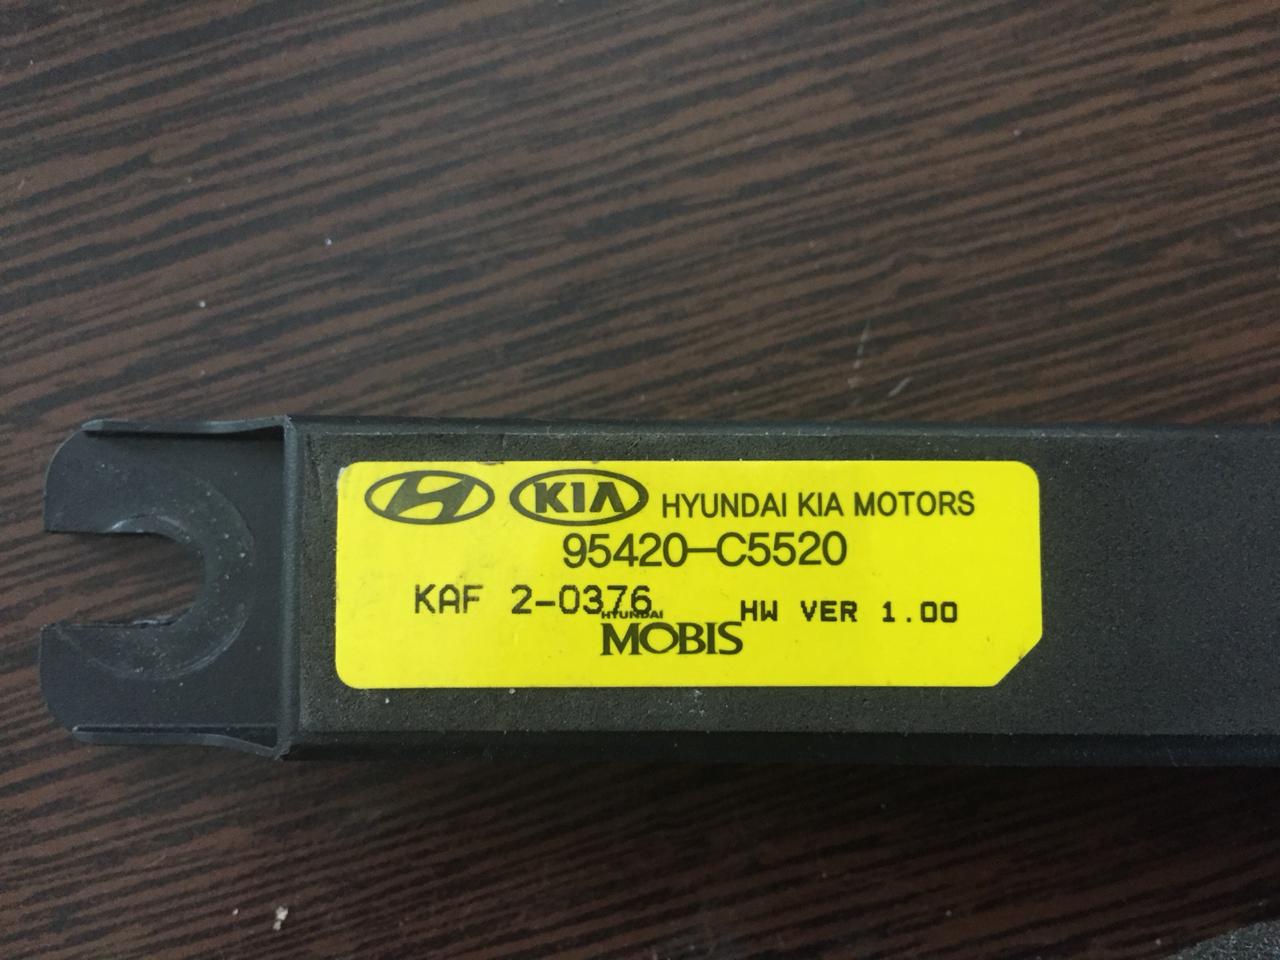 KIA HYUNDAI KIA MOTORS
95420-C5520
KAF 2-0376 HW VER 1.00
HYUNDAI
MOBIS